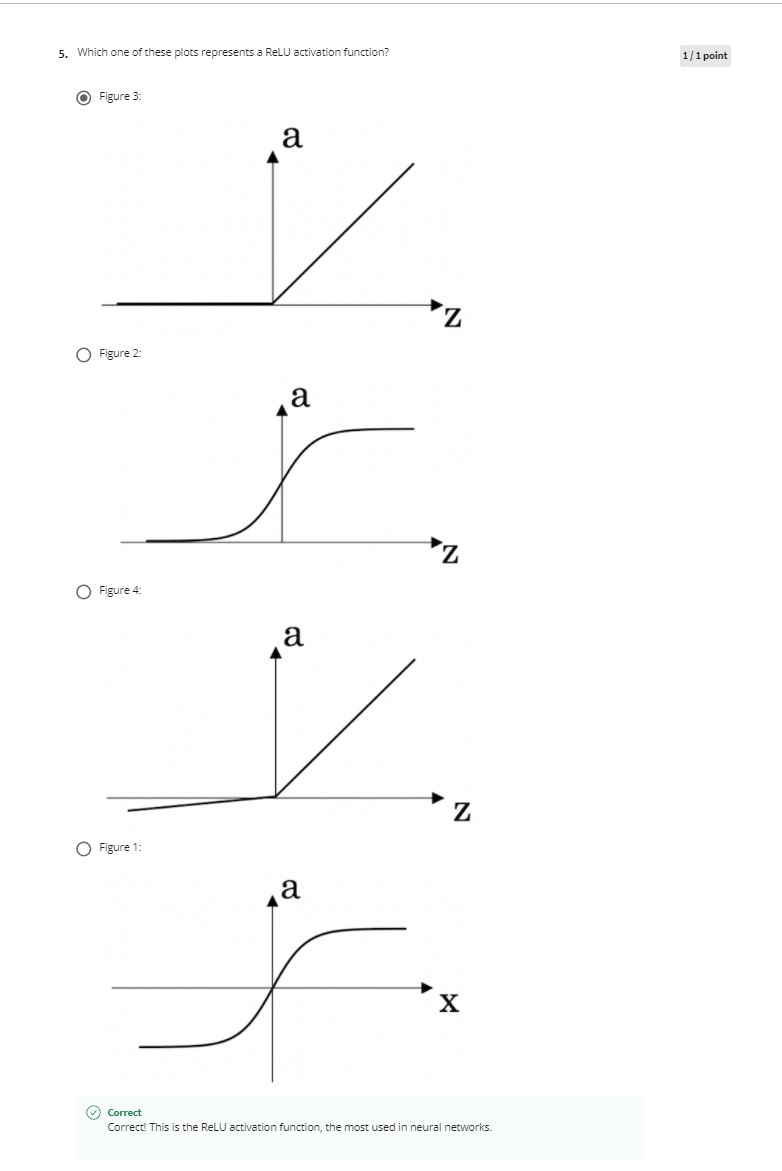 5. Which one of these plots represents a ReLU activation function?
1 / 1 point
Figure 3:
a
z
Figure 2:
a
z
Figure 4:
a
z
Figure 1:
a
x
Correct
Correct! This is the ReLU activation function, the most used in neural networks.